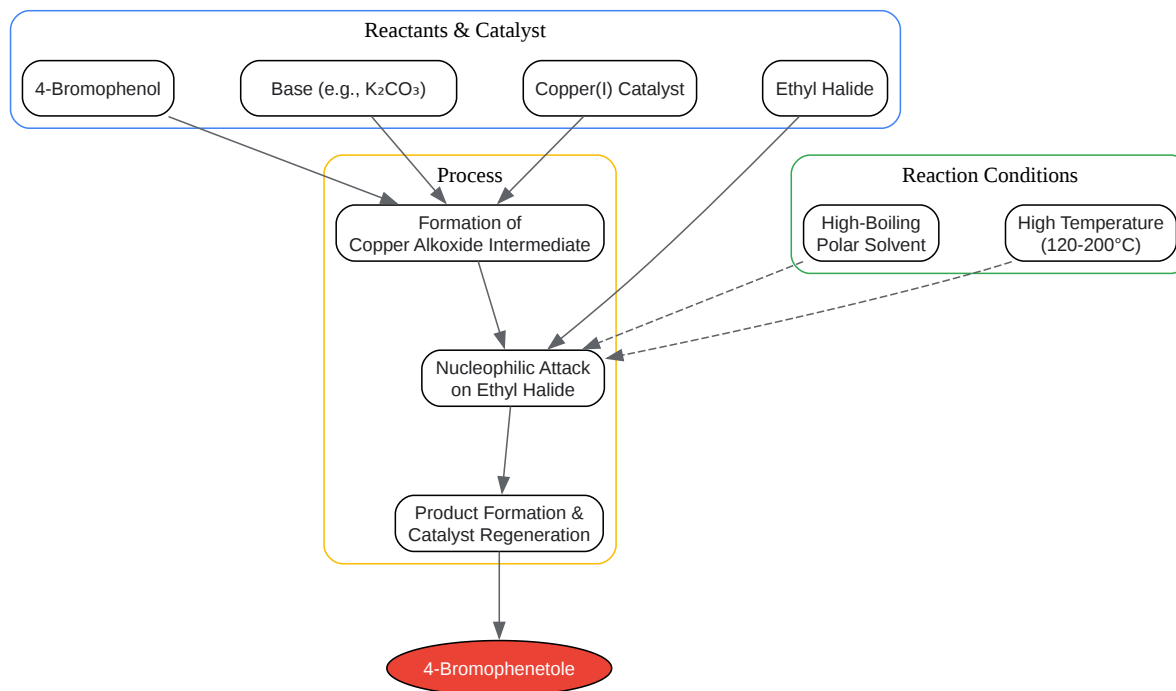 Reactants & Catalyst
4-Bromophenol
Base (e.g., K₂CO₃)
Copper(I) Catalyst
Ethyl Halide
Process
Reaction Conditions
Formation of
Copper Alkoxide Intermediate
High-Boiling
Polar Solvent
High Temperature
(120-200°C)
Nucleophilic Attack
on Ethyl Halide
Product Formation &
Catalyst Regeneration
4-Bromophenetole